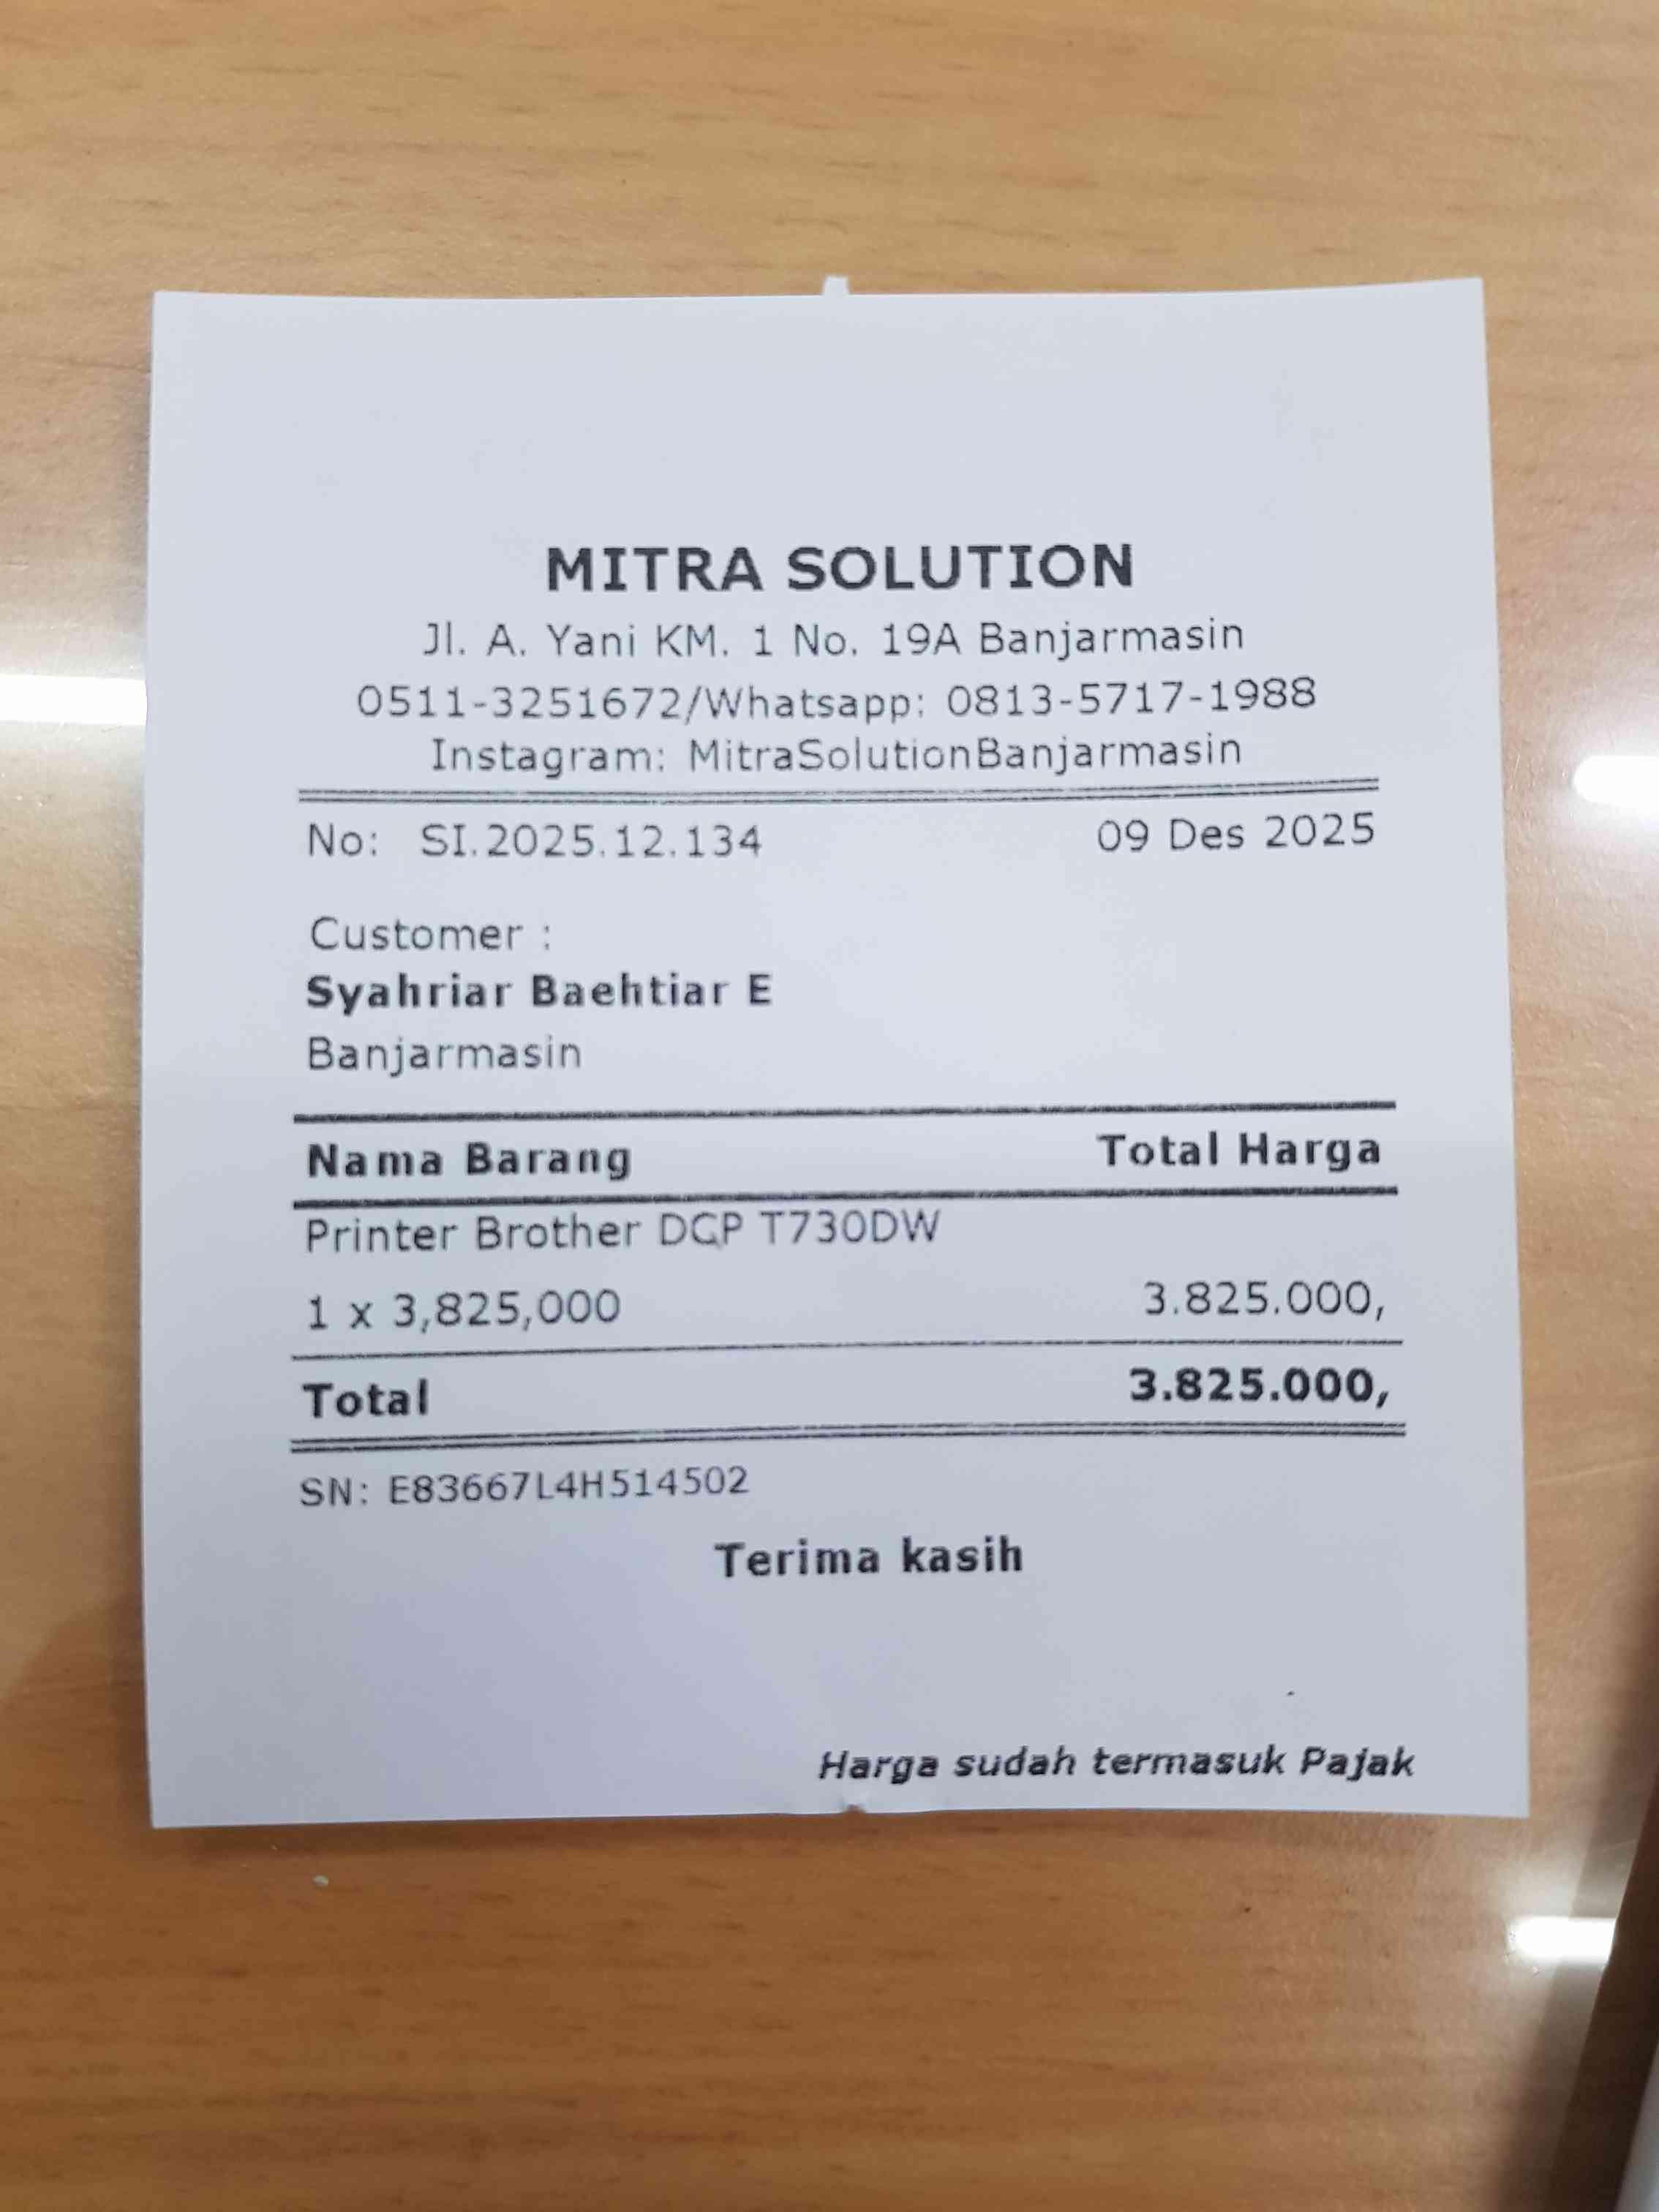 MITRA SOLUTION
Jl. A. Yani KM. 1 No. 19A Banjarmasin
0511-3251672/Whatsapp: 0813-5717-1988
Instagram: MitraSolutionBanjarmasin
No: SI.2025.12.134 09 Des 2025
Customer :
Syahriar Baehtiar E
Banjarmasin
Nama Barang Total Harga
Printer Brother DCP T730DW
1 x 3,825,000 3.825.000,
Total 3.825.000,
SN: E83667L4H514502
Terima kasih
Harga sudah termasuk Pajak